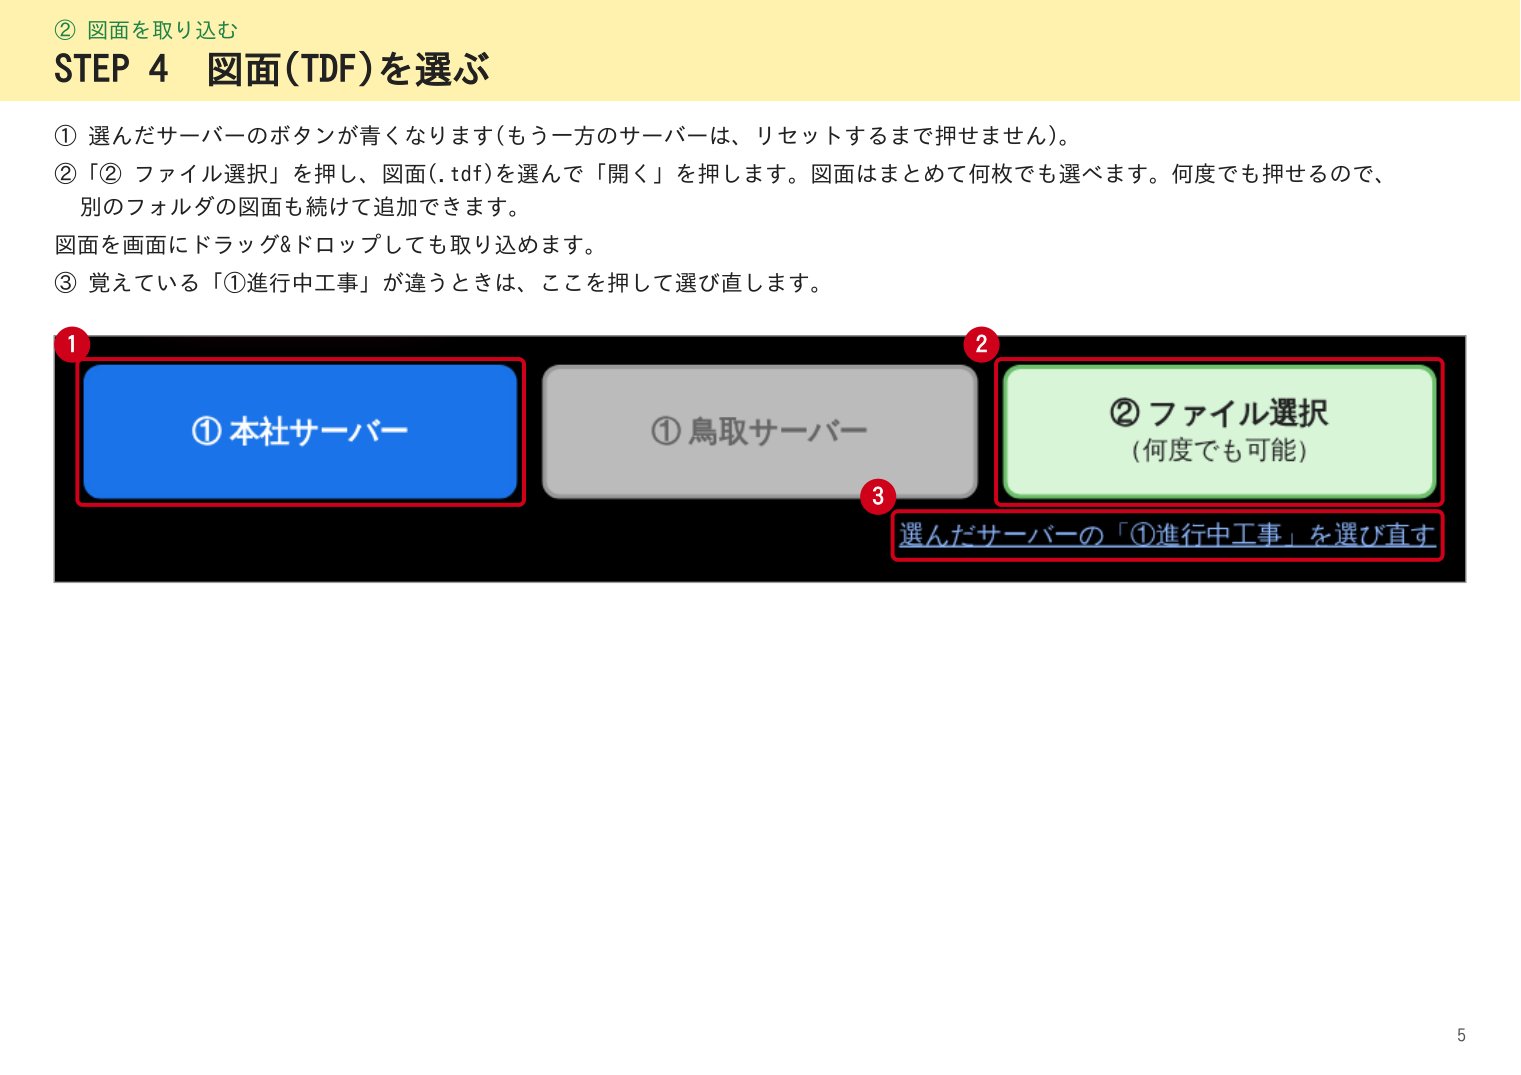 ② 図面を取り込む
STEP 4　図面(TDF)を選ぶ
① 選んだサーバーのボタンが青くなります(もう一方のサーバーは、リセットするまで押せません)。
②「② ファイル選択」を押し、図面(.tdf)を選んで「開く」を押します。図面はまとめて何枚でも選べます。何度でも押せるので、
別のフォルダの図面も続けて追加できます。
図面を画面にドラッグ&ドロップしても取り込めます。
③ 覚えている「①進行中工事」が違うときは、ここを押して選び直します。
1
2
① 本社サーバー
① 鳥取サーバー
② ファイル選択
（何度でも可能）
3
選んだサーバーの「①進行中工事」を選び直す
5